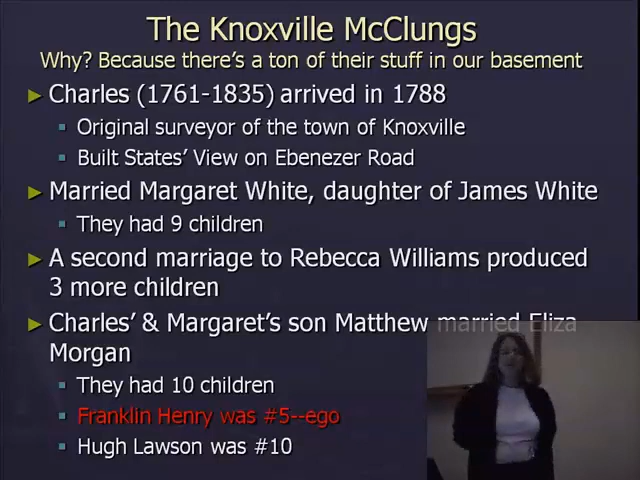 The Knoxville McClungs
Why? Because there's a ton of their stuff in our basement
Charles (1761-1835) arrived in 1788
Original surveyor of the town of Knoxville
Built States' View on Ebenezer Road
Married Margaret White, daughter of James White
They had 9 children
A second marriage to Rebecca Williams produced
3 more children
Charles' & Margaret's son Matthew married Eliza
Morgan
They had 10 children
Franklin Henry was #5--ego
Hugh Lawson was #10